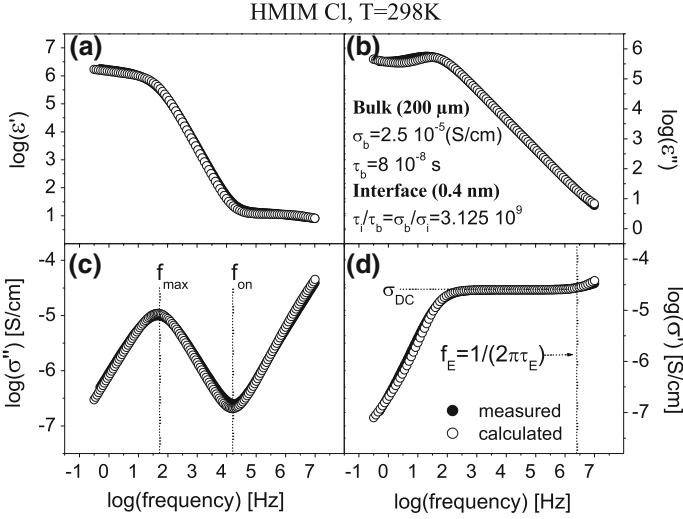 HMIM Cl, T=298K
(a)
(b)
7
6
5
4
3
2
1
log(ε')
6
5
4
3
2
1
0
log(ε'')
Bulk (200 μm)
σb=2.5 10-5(S/cm)
τb=8 10-8 s
Interface (0.4 nm)
τi/τb=σb/σi=3.125 109
(c)
fmax
fon
-4
-5
-6
-7
log(σ'') [S/cm]
(d)
σDC
fE=1/(2πτE)
measured
calculated
-4
-5
-6
-7
log(σ') [S/cm]
-1 0 1 2 3 4 5 6 7
-1 0 1 2 3 4 5 6 7
log(frequency) [Hz]
log(frequency) [Hz]